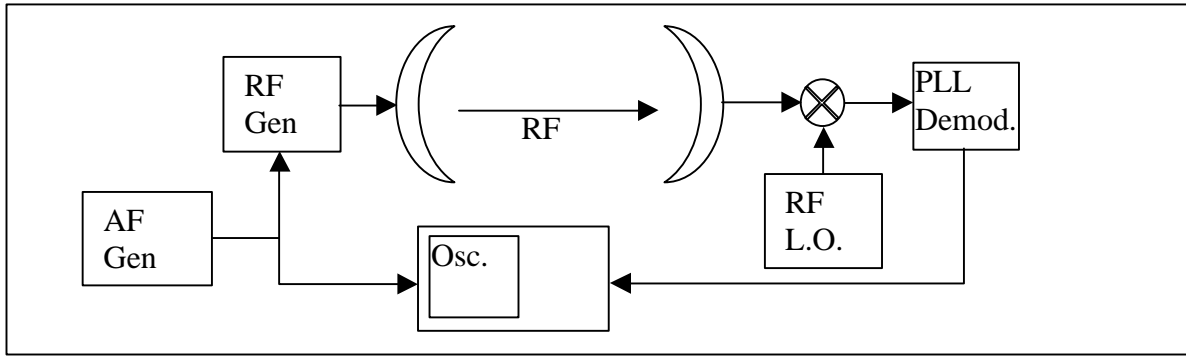 RF
Gen
RF
PLL
Demod.
AF
Gen
RF
L.O.
Osc.